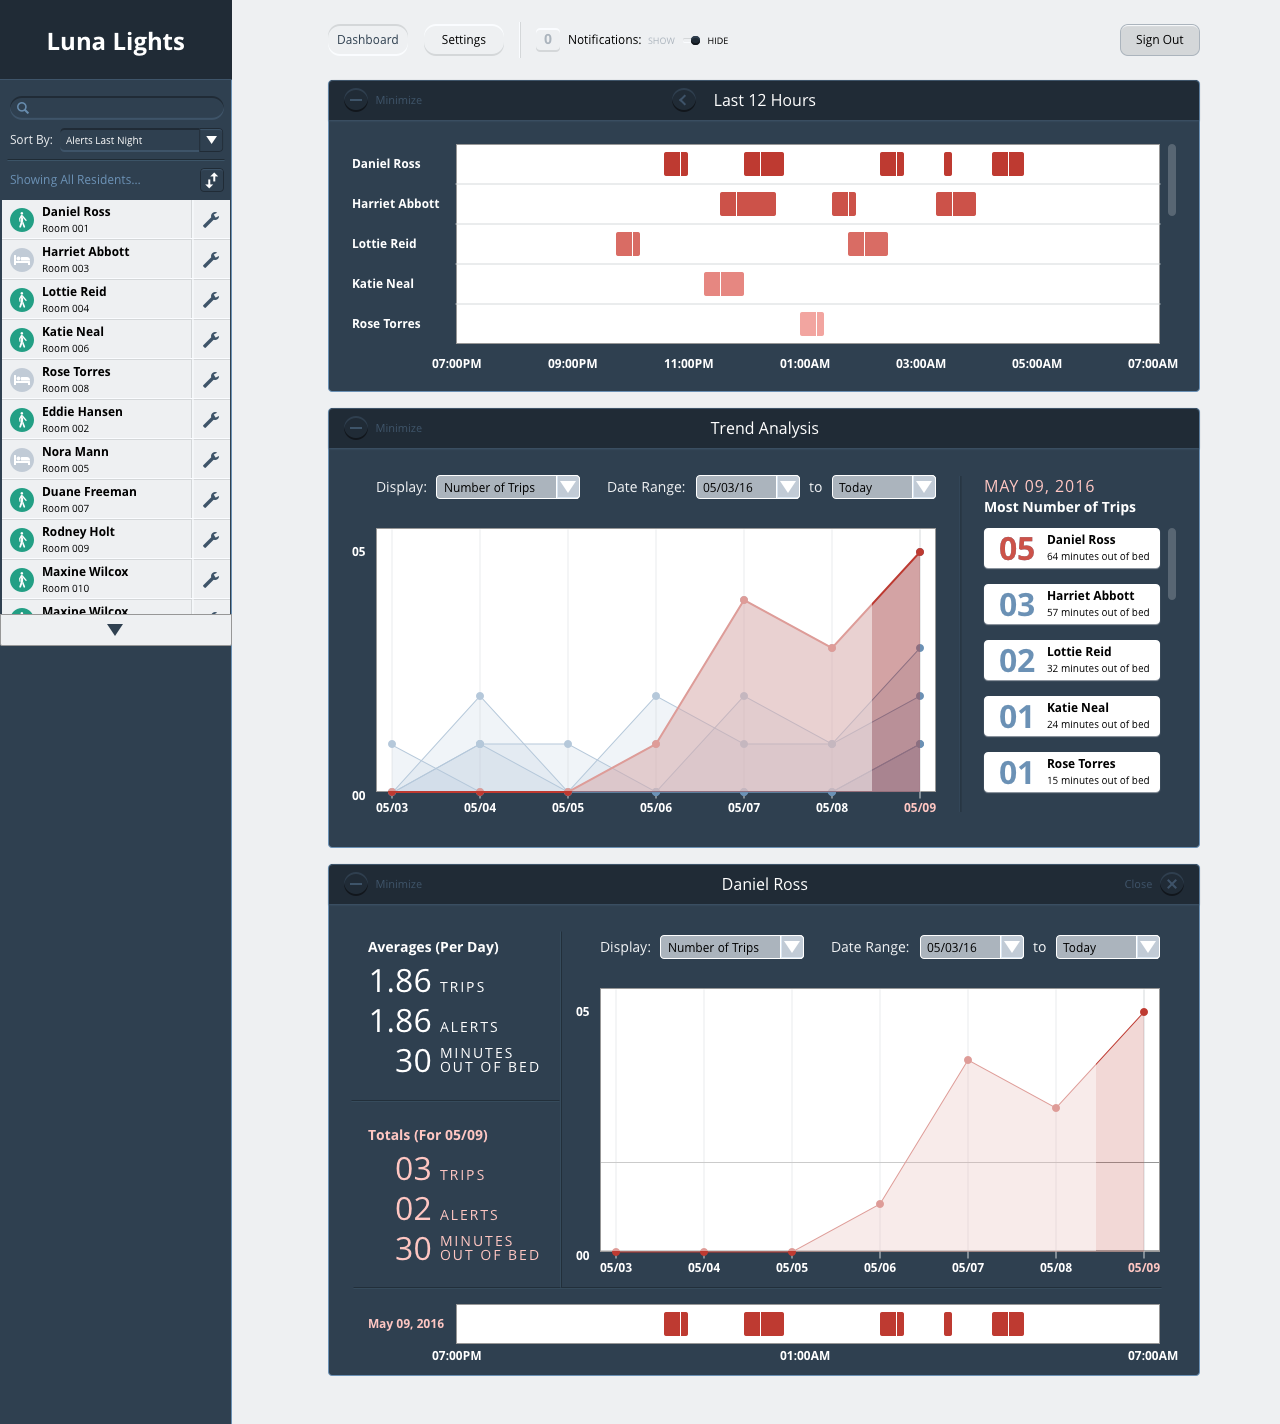 Luna Lights
Sort By: Alerts Last Night
Showing All Residents...
Daniel Ross
Room 001
Harriet Abbott
Room 003
Lottie Reid
Room 004
Katie Neal
Room 006
Rose Torres
Room 008
Eddie Hansen
Room 002
Nora Mann
Room 005
Duane Freeman
Room 007
Rodney Holt
Room 009
Maxine Wilcox
Room 010
Maxine Wilcox
Dashboard Settings 0 Notifications: SHOW HIDE Sign Out
Minimize Last 12 Hours
Daniel Ross
Harriet Abbott
Lottie Reid
Katie Neal
Rose Torres
07:00PM 09:00PM 11:00PM 01:00AM 03:00AM 05:00AM 07:00AM
Minimize Trend Analysis
Display: Number of Trips Date Range: 05/03/16 to Today
05
00
05/03 05/04 05/05 05/06 05/07 05/08 05/09
MAY 09, 2016
Most Number of Trips
05 Daniel Ross
64 minutes out of bed
03 Harriet Abbott
57 minutes out of bed
02 Lottie Reid
32 minutes out of bed
01 Katie Neal
24 minutes out of bed
01 Rose Torres
15 minutes out of bed
Minimize Daniel Ross Close
Averages (Per Day)
1.86 TRIPS
1.86 ALERTS
30 MINUTES
OUT OF BED
Totals (For 05/09)
03 TRIPS
02 ALERTS
30 MINUTES
OUT OF BED
Display: Number of Trips Date Range: 05/03/16 to Today
05
00
05/03 05/04 05/05 05/06 05/07 05/08 05/09
May 09, 2016
07:00PM 01:00AM 07:00AM